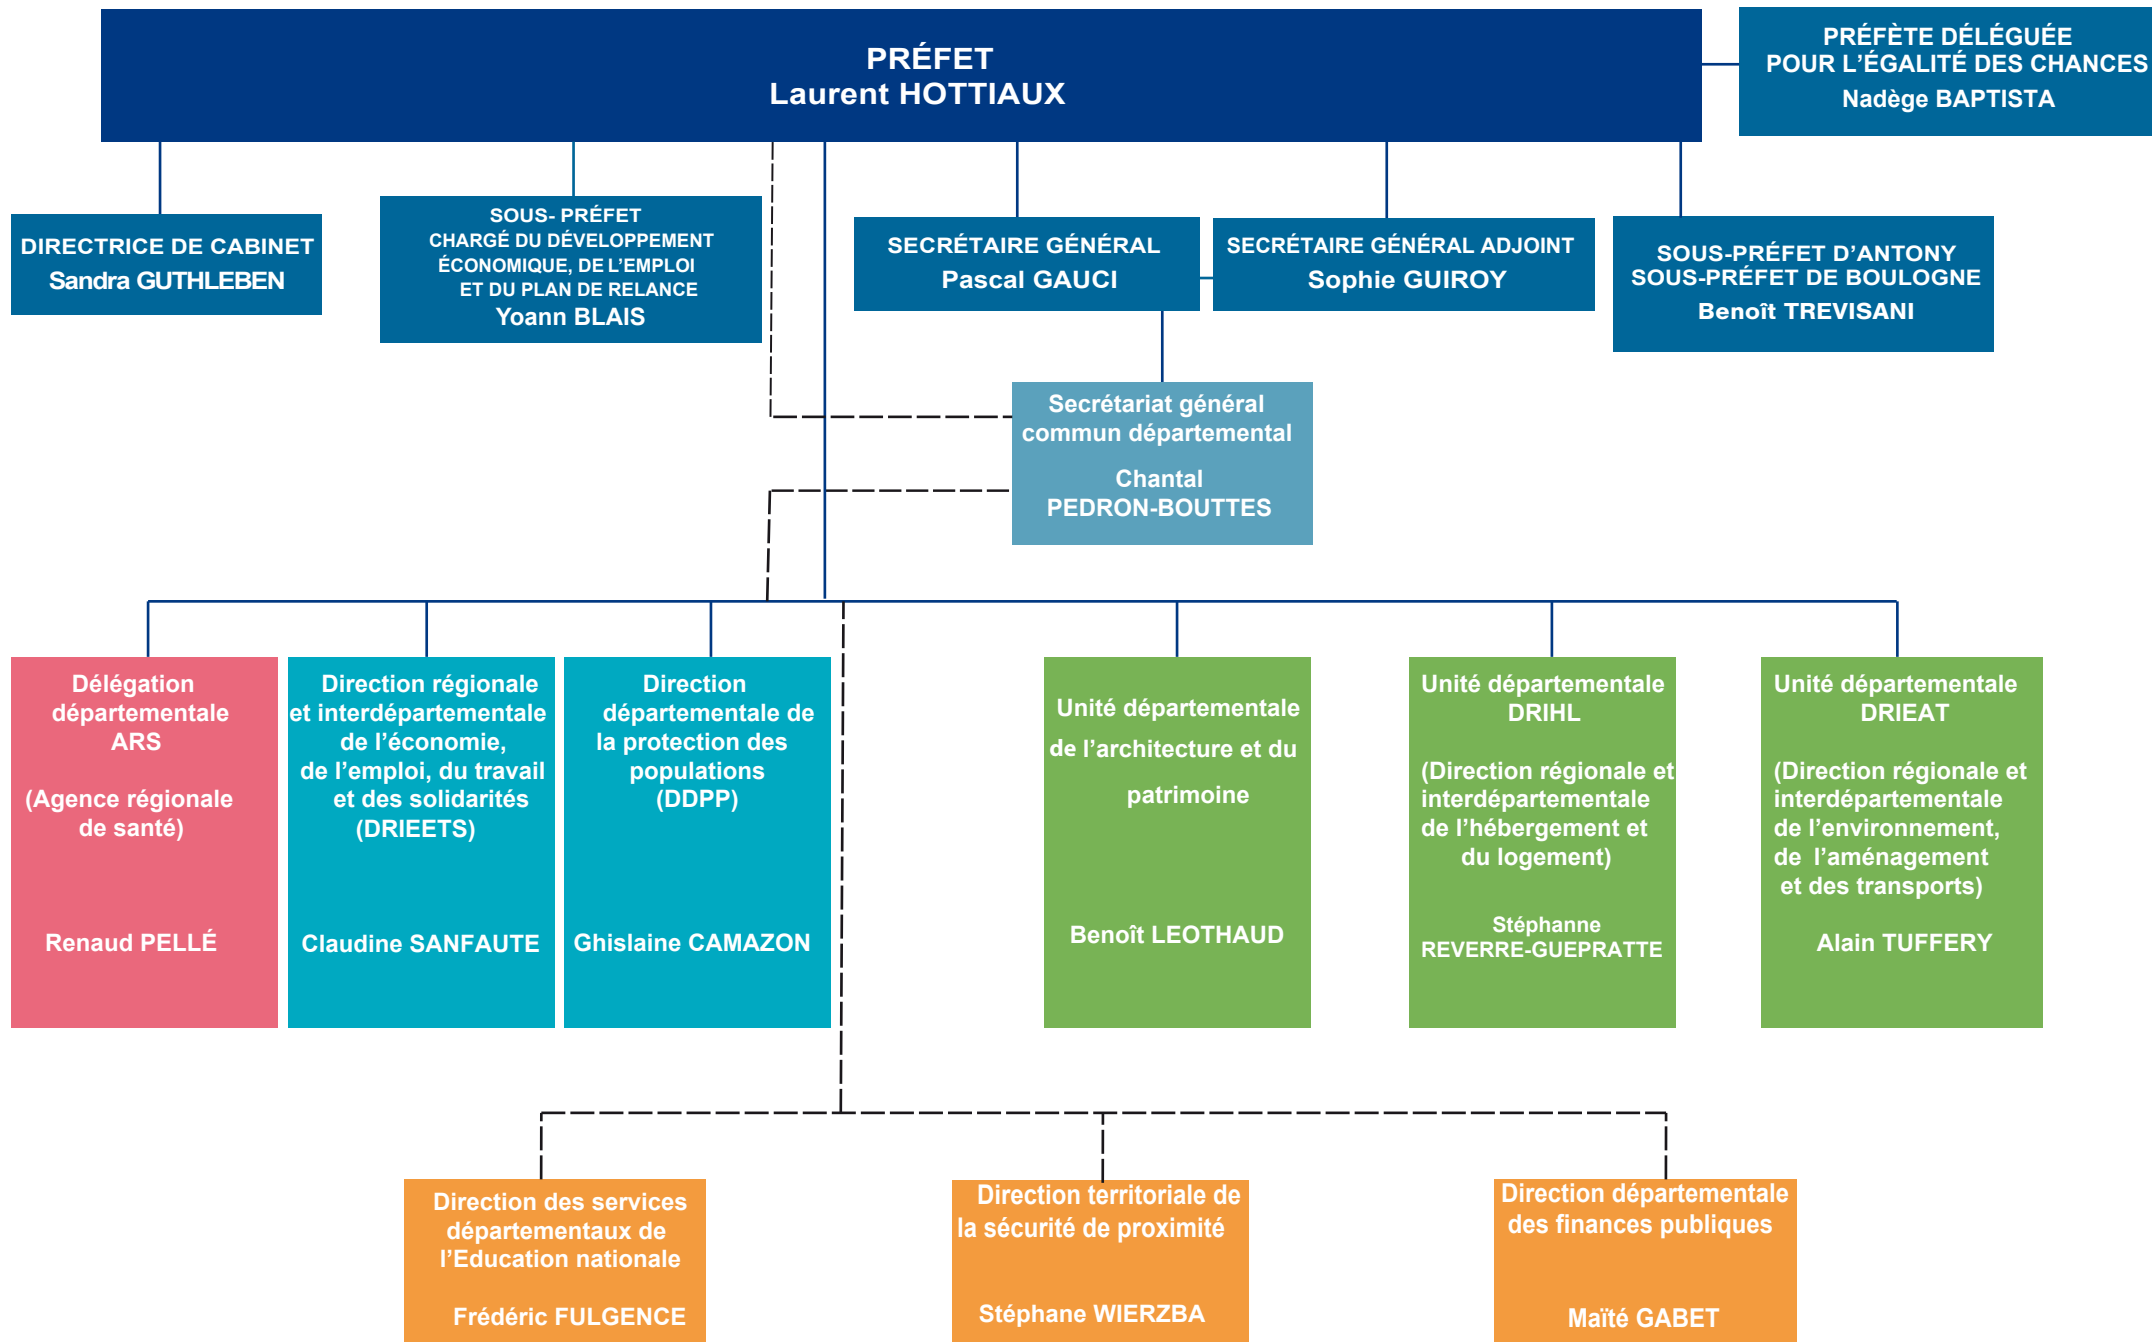 PRÉFET
Laurent HOTTIAUX
PRÉFÈTE DÉLÉGUÉE
POUR L'ÉGALITÉ DES CHANCES
Nadège BAPTISTA
DIRECTRICE DE CABINET
Sandra GUTHLEBEN
SOUS- PRÉFET
CHARGÉ DU DÉVELOPPEMENT
ÉCONOMIQUE, DE L'EMPLOI
ET DU PLAN DE RELANCE
Yoann BLAIS
SECRÉTAIRE GÉNÉRAL
Pascal GAUCI
SECRÉTAIRE GÉNÉRAL ADJOINT
Sophie GUIROY
SOUS-PRÉFET D'ANTONY
SOUS-PRÉFET DE BOULOGNE
Benoît TREVISANI
Secrétariat général
commun départemental
Chantal
PEDRON-BOUTTES
Délégation
départementale
ARS
(Agence régionale
de santé)
Renaud PELLÉ
Direction régionale
et interdépartementale
de l'économie,
de l'emploi, du travail
et des solidarités
(DRIEETS)
Claudine SANFAUTE
Direction
départementale de
la protection des
populations
(DDPP)
Ghislaine CAMAZON
Unité départementale
de l'architecture et du
patrimoine
Benoît LEOTHAUD
Unité départementale
DRIHL
(Direction régionale et
interdépartementale
de l'hébergement et
du logement)
Stéphanne
REVERRE-GUEPRATTE
Unité départementale
DRIEAT
(Direction régionale et
interdépartementale
de l'environnement,
de l'aménagement
et des transports)
Alain TUFFERY
Direction des services
départementaux de
l'Education nationale
Frédéric FULGENCE
Direction territoriale de
la sécurité de proximité
Stéphane WIERZBA
Direction départementale
des finances publiques
Maïté GABET